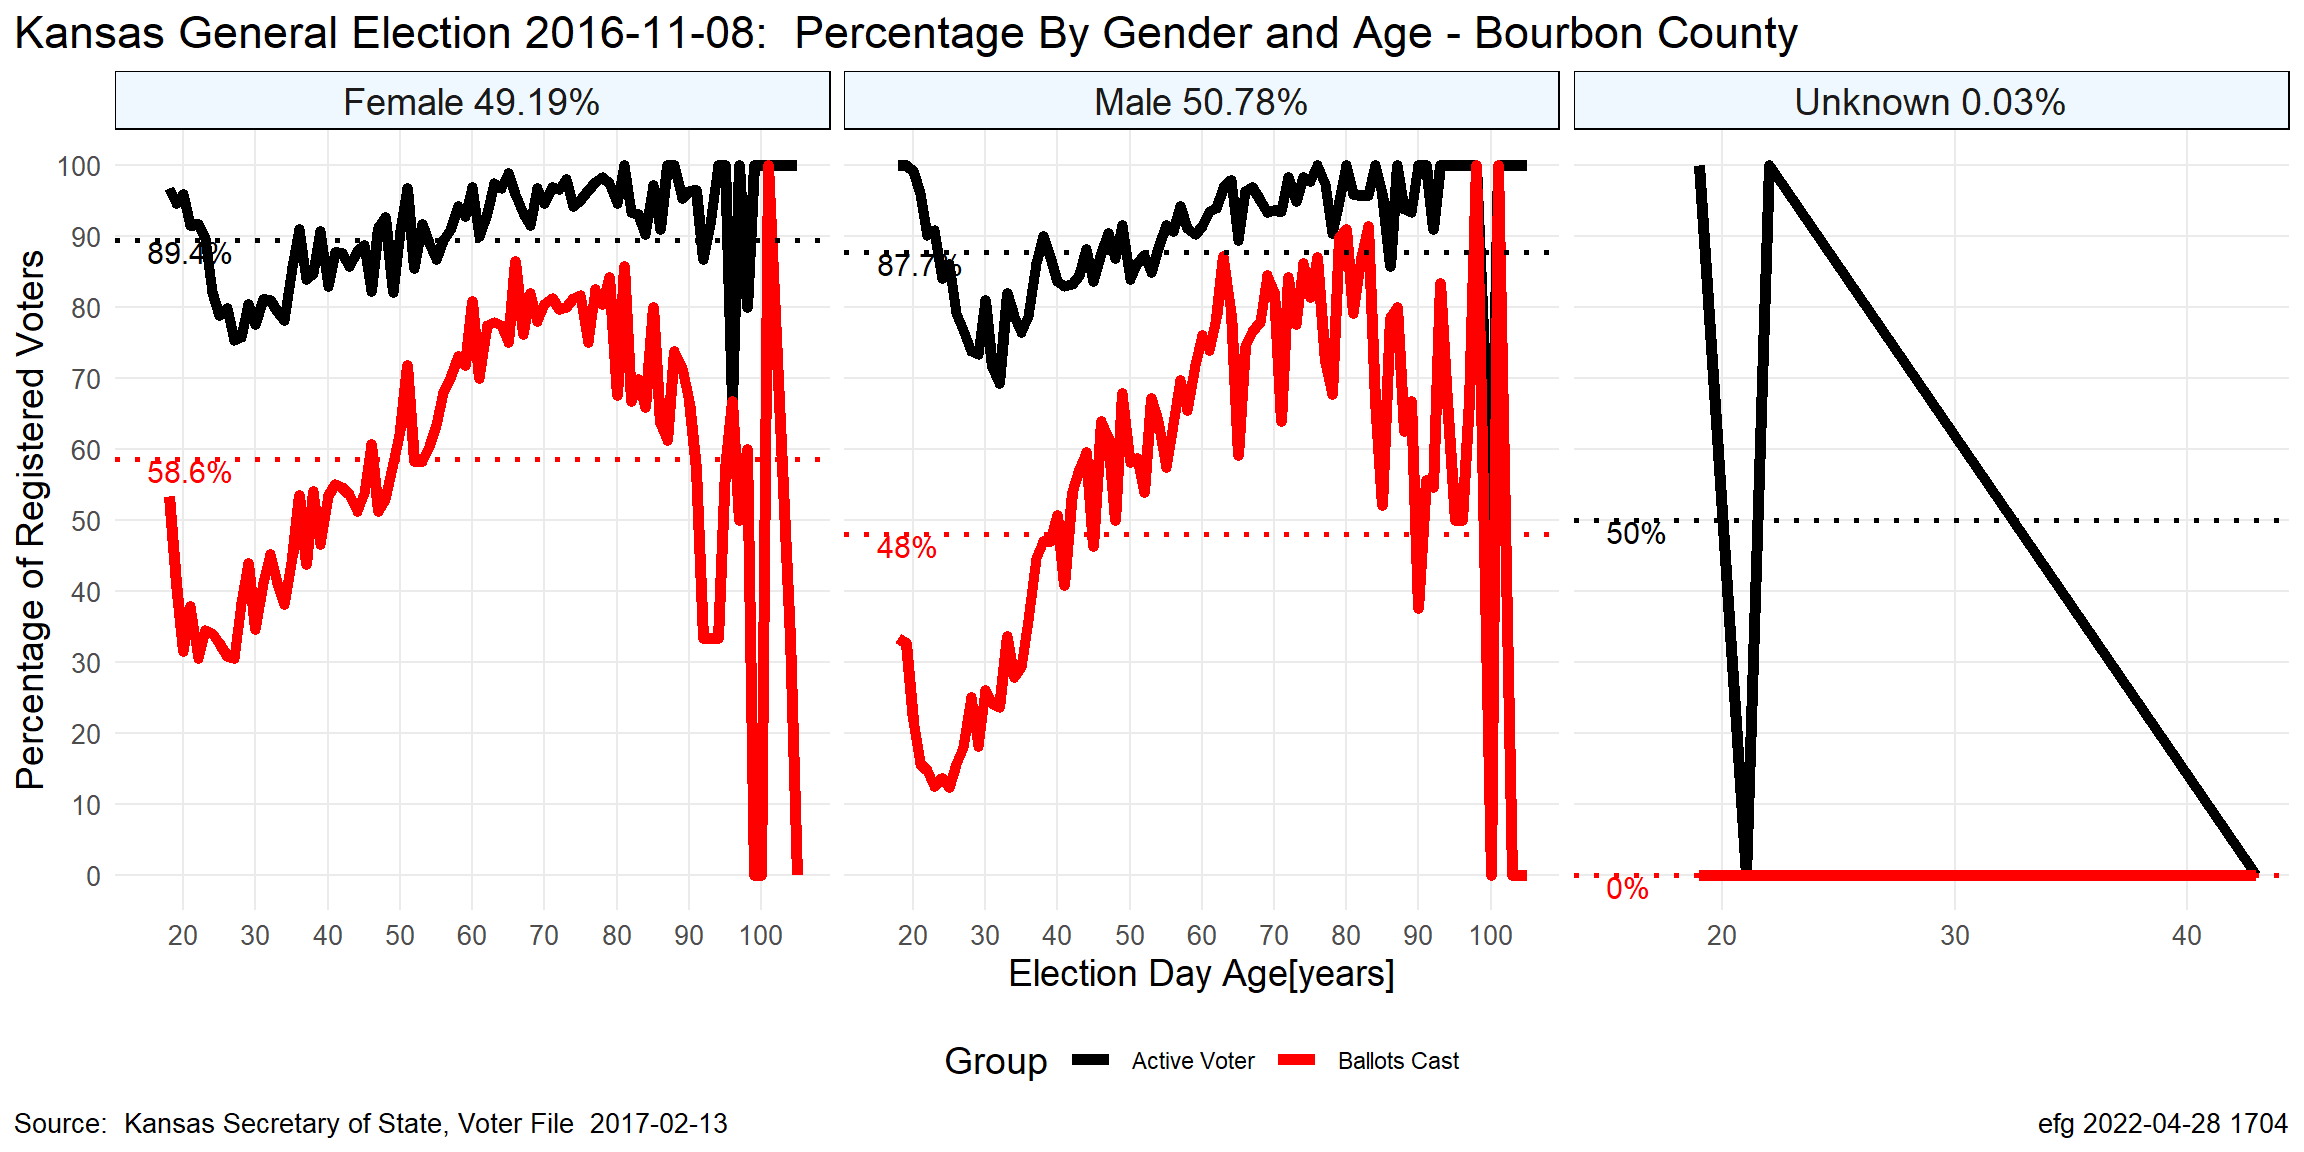 Kansas General Election 2016-11-08:  Percentage By Gender and Age - Bourbon County
Female 49.19%
Male 50.78%
Unknown 0.03%
Percentage of Registered Voters
100
90
80
70
60
50
40
30
20
10
0
89.4%
58.6%
87.7%
48%
50%
0%
20 30 40 50 60 70 80 90 100
20 30 40 50 60 70 80 90 100
20 30 40
Election Day Age[years]
Group Active Voter Ballots Cast
Source:  Kansas Secretary of State, Voter File  2017-02-13
efg 2022-04-28 1704